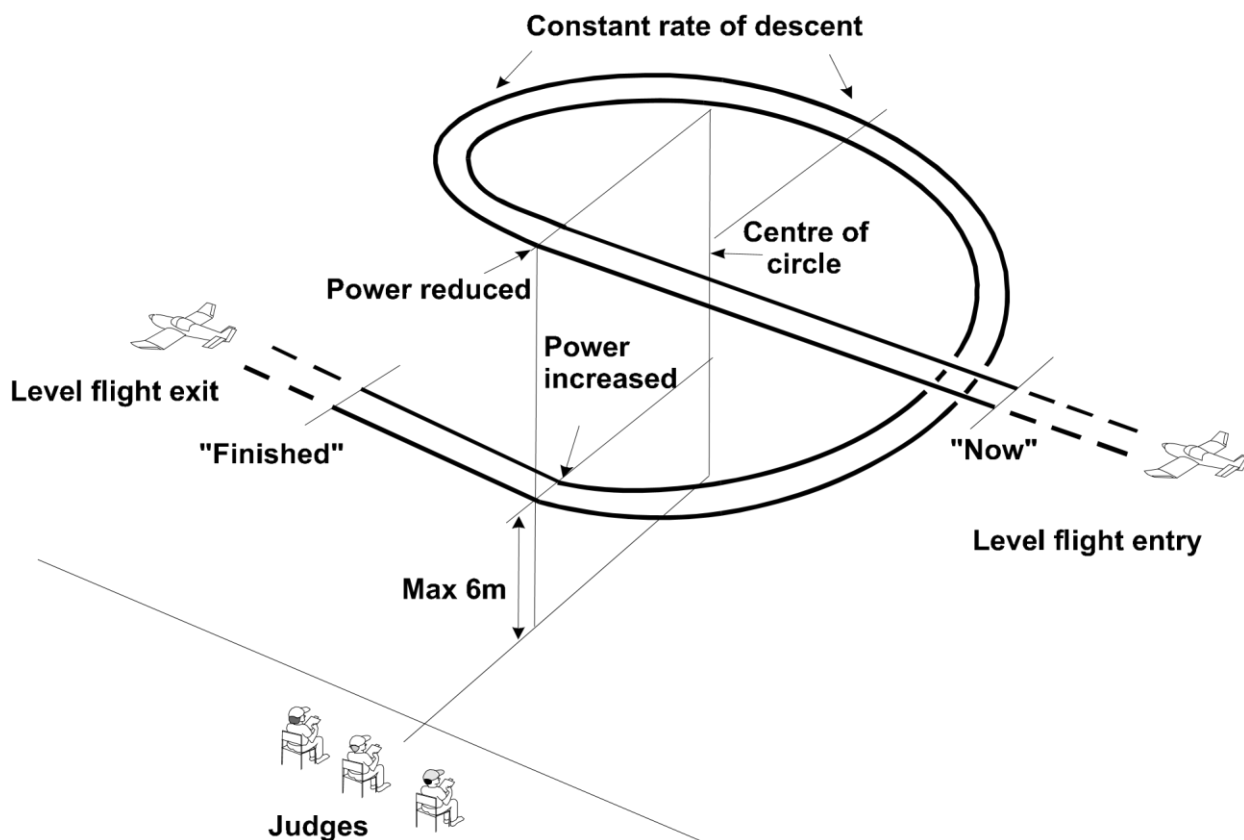 Constant rate of descent
Centre of
circle
Power reduced
Power
increased
Level flight exit
"Finished"
"Now"
Level flight entry
Max 6m
Judges